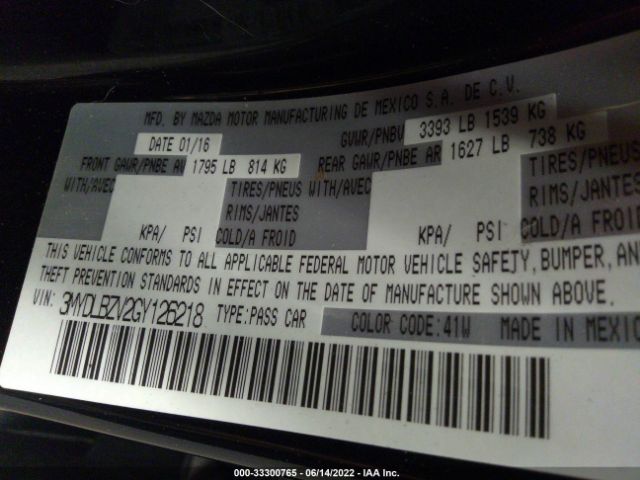 MFD. BY MAZDA MOTOR MANUFACTURING DE MEXICO S.A. DE C.V.
DATE 01/16 GVWR/PNBV 3393 LB 1539 KG
FRONT GAWR/PNBE AV 1795 LB 814 KG REAR GAWR/PNBE AR 1627 LB 738 KG
WITH/AVEC TIRES/PNEUS WITH/AVEC TIRES/PNEUS
RIMS/JANTES RIMS/JANTES
KPA/ PSI COLD/A FROID KPA/ PSI COLD/A FROID
THIS VEHICLE CONFORMS TO ALL APPLICABLE FEDERAL MOTOR VEHICLE SAFETY, BUMPER, AN
THEFT PREVENTION STANDARDS IN EFFECT ON THE DATE OF MANUFACTURE SHOWN ABOVE.
VIN: 3MYDLBZV2GY126218 TYPE:PASS CAR COLOR CODE:41W MADE IN MEXIC
000-33300765 - 06/14/2022 - IAA Inc.